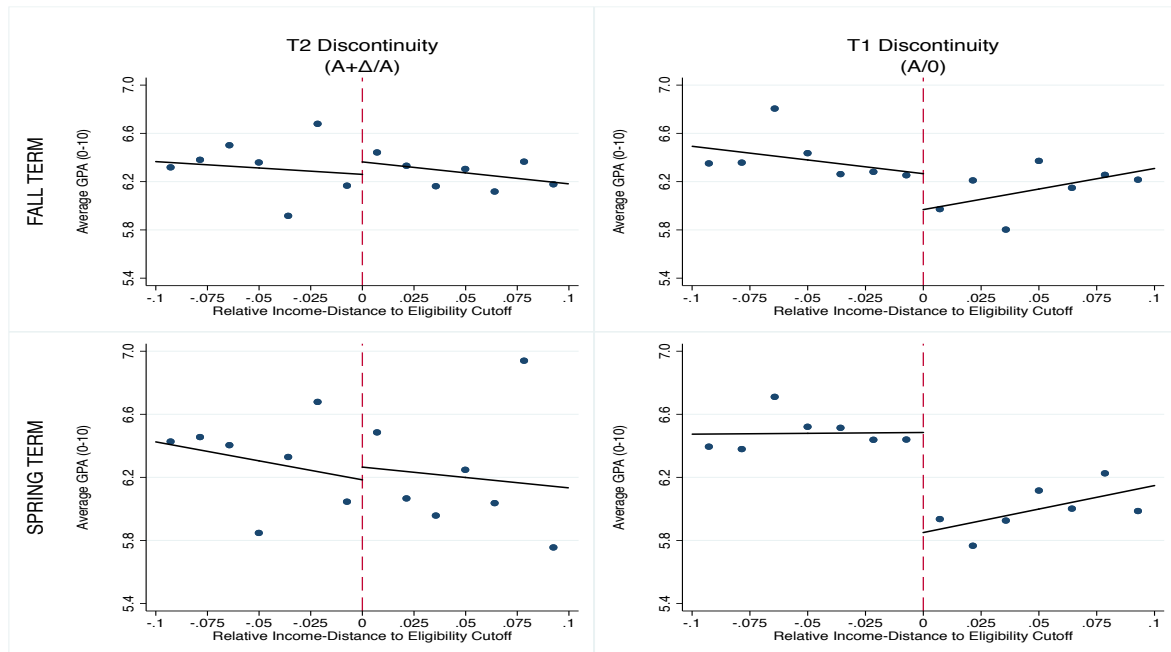 T2 Discontinuity
(A+Δ/A)
T1 Discontinuity
(A/0)
FALL TERM
Average GPA (0-10)
7.0
6.6
6.2
5.8
5.4
-.1 -.075 -.05 -.025 0 .025 .05 .075 .1
Relative Income-Distance to Eligibility Cutoff
Average GPA (0-10)
7.0
6.6
6.2
5.8
5.4
-.1 -.075 -.05 -.025 0 .025 .05 .075 .1
Relative Income-Distance to Eligibility Cutoff
SPRING TERM
Average GPA (0-10)
7.0
6.6
6.2
5.8
5.4
-.1 -.075 -.05 -.025 0 .025 .05 .075 .1
Relative Income-Distance to Eligibility Cutoff
Average GPA (0-10)
7.0
6.6
6.2
5.8
5.4
-.1 -.075 -.05 -.025 0 .025 .05 .075 .1
Relative Income-Distance to Eligibility Cutoff